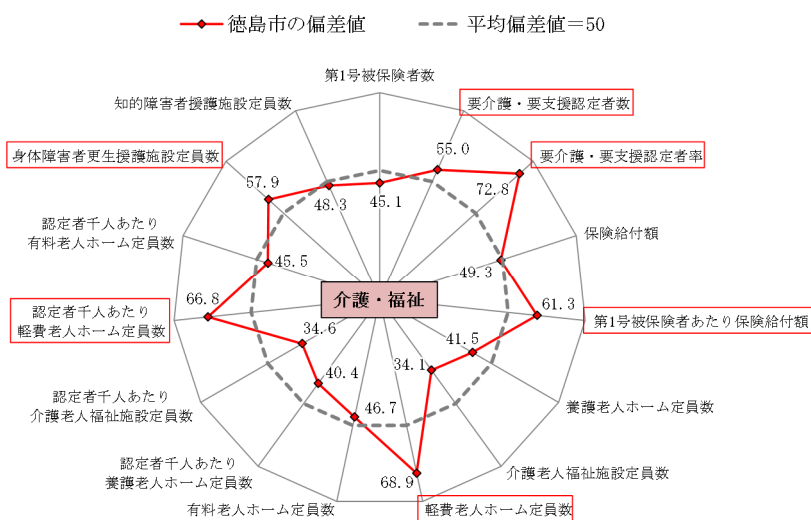 徳島市の偏差値
平均偏差値＝50
第1号被保険者数
要介護・要支援認定者数
要介護・要支援認定者率
保険給付額
第1号被保険者あたり保険給付額
養護老人ホーム定員数
介護老人福祉施設定員数
軽費老人ホーム定員数
有料老人ホーム定員数
認定者千人あたり
養護老人ホーム定員数
認定者千人あたり
介護老人福祉施設定員数
認定者千人あたり
軽費老人ホーム定員数
認定者千人あたり
有料老人ホーム定員数
身体障害者更生援護施設定員数
知的障害者援護施設定員数
45.1
55.0
72.8
49.3
61.3
41.5
34.1
68.9
46.7
40.4
34.6
66.8
45.5
57.9
48.3
介護・福祉